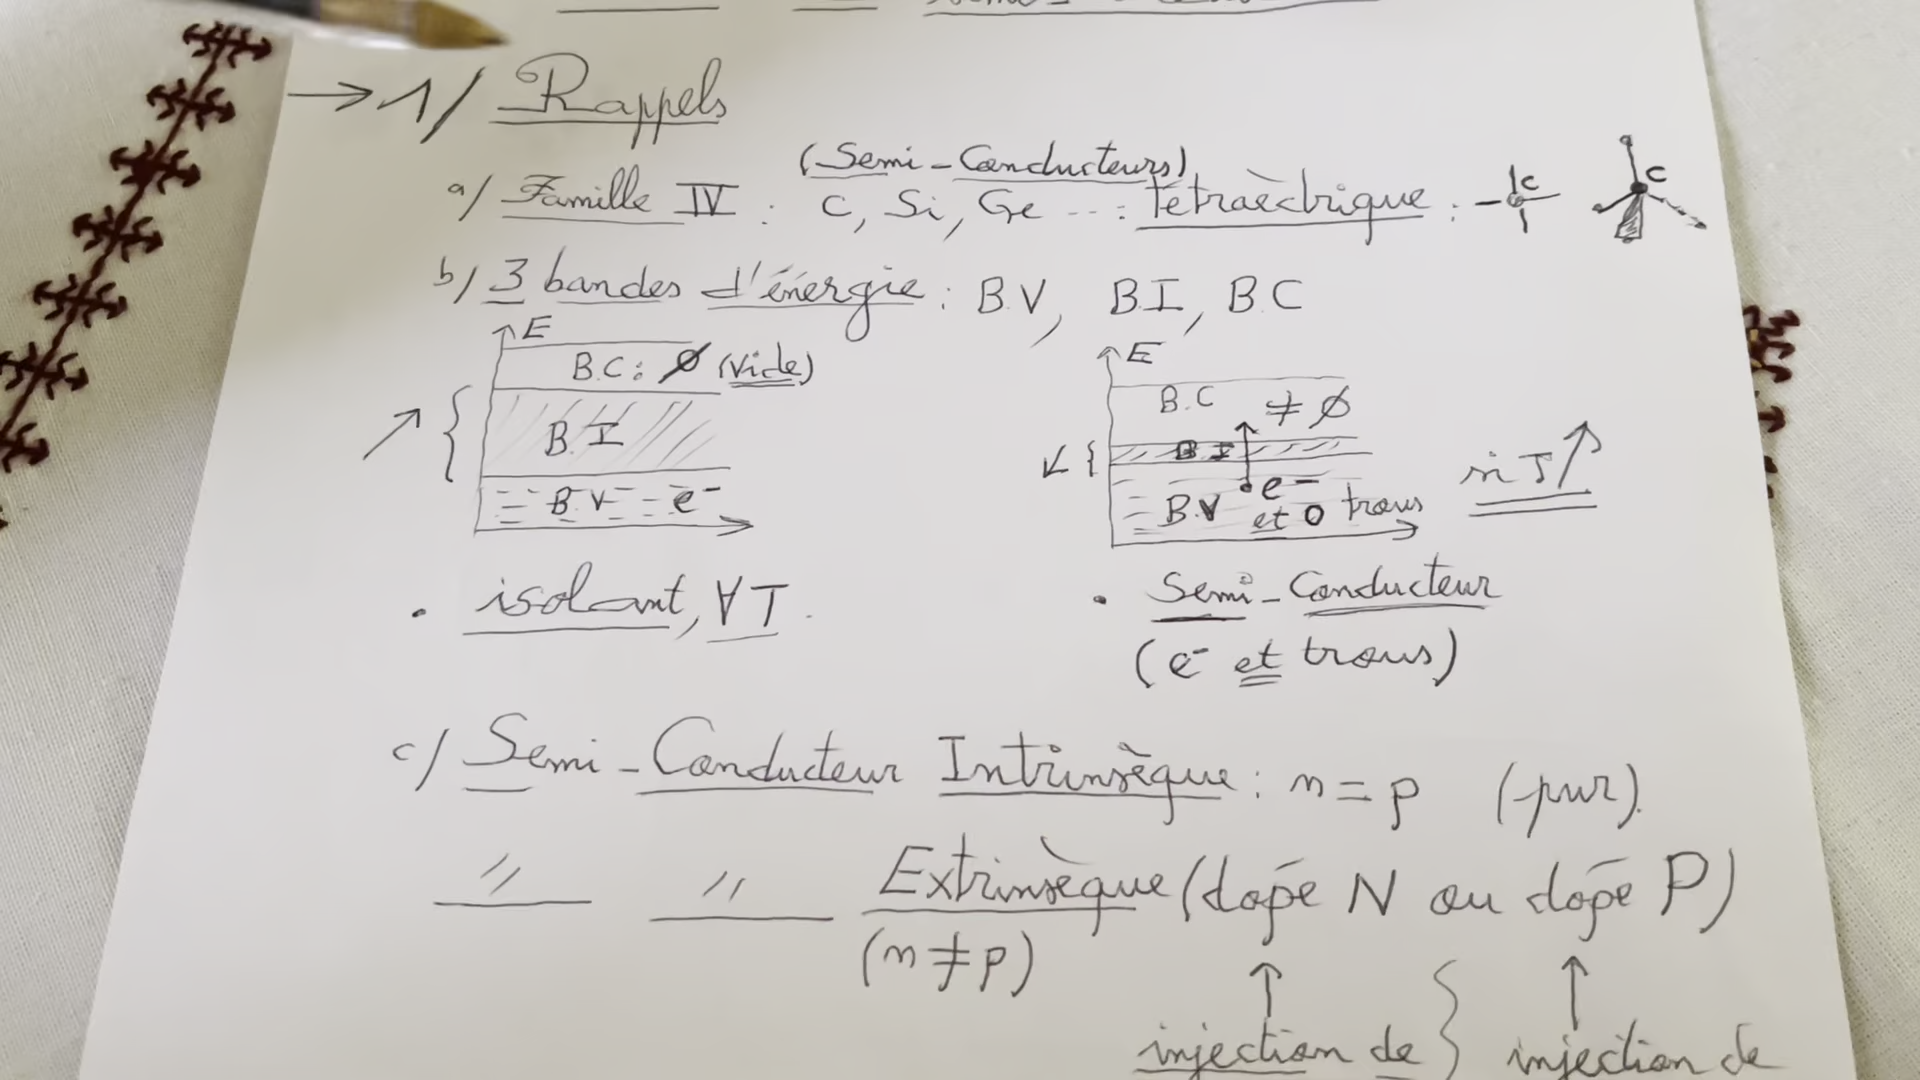 → 1/ Rappels
(Semi-Conducteurs)
a/ Famille IV : C, Si, Ge ... : tétraèdrique : C C
b/ 3 bandes d'énergie : B.V, B.I, B.C
E
B.C : ∅ (vide)
B.I
B.V e⁻
E
B.C ≠ ∅
B I
B.V e⁻
et o trous
si T ↗
. isolant, ∀T.
. Semi-Conducteur
(e⁻ et trous)
c/ Semi-Conducteur Intrinsèque : n = p (pur).
// // Extrinsèque (dopé N ou dopé P)
(n ≠ p)
↑ ↑
injection de } injection de